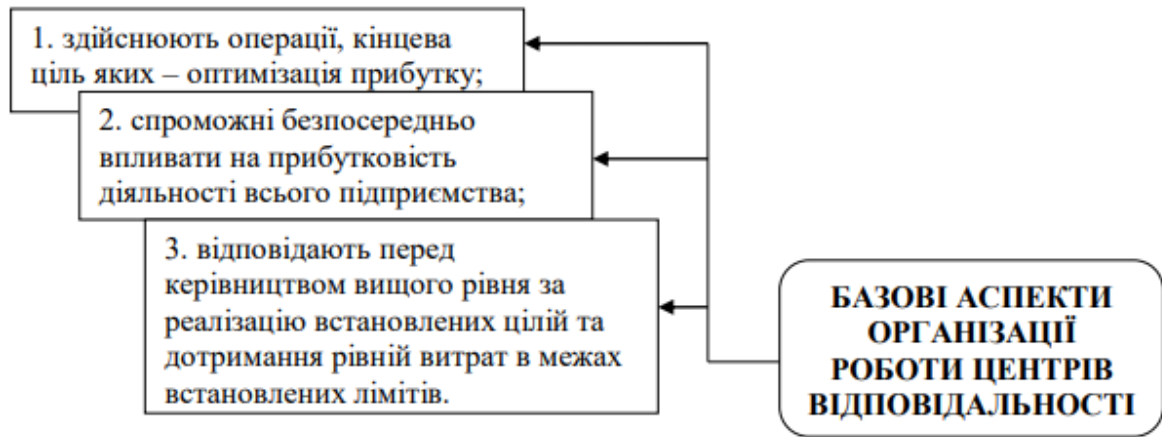 1. здійснюють операції, кінцева
ціль яких – оптимізація прибутку;
2. спроможні безпосередньо
впливати на прибутковість
діяльності всього підприємства;
3. відповідають перед
керівництвом вищого рівня за
реалізацію встановлених цілій та
дотримання рівній витрат в межах
встановлених лімітів.
БАЗОВІ АСПЕКТИ
ОРГАНІЗАЦІЇ
РОБОТИ ЦЕНТРІВ
ВІДПОВІДАЛЬНОСТІ